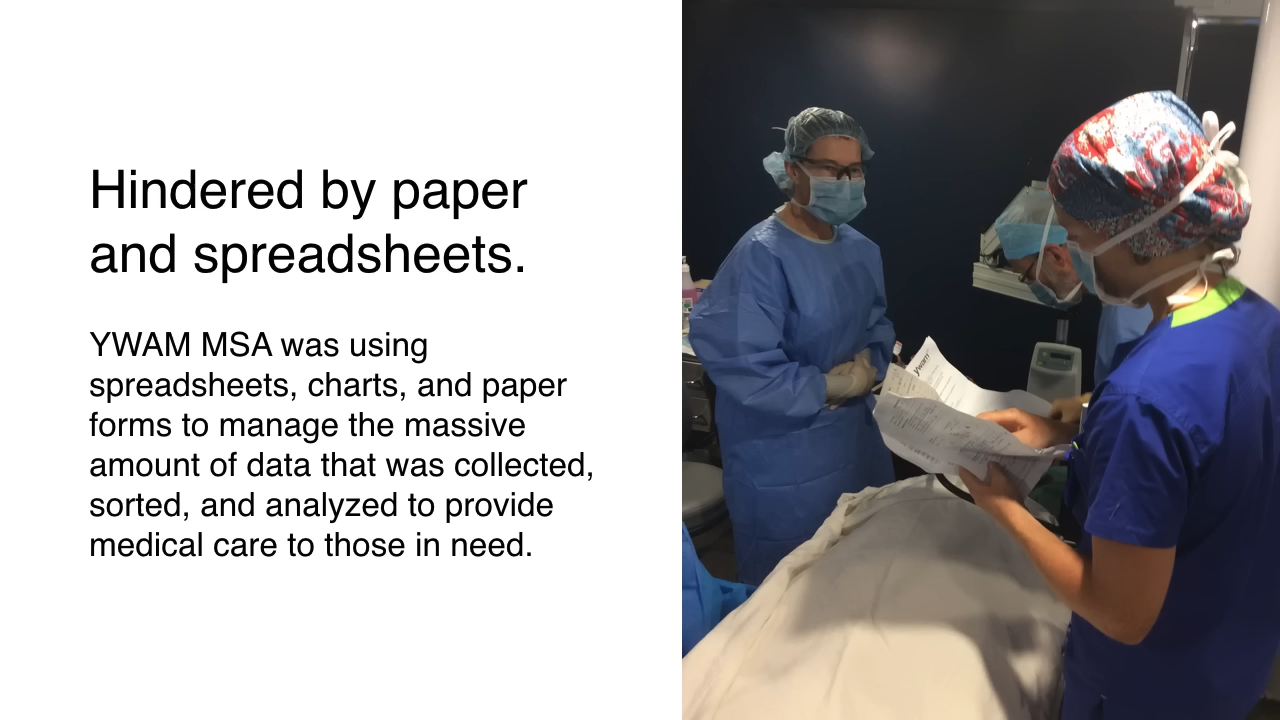 Hindered by paper
and spreadsheets.
YWAM MSA was using
spreadsheets, charts, and paper
forms to manage the massive
amount of data that was collected,
sorted, and analyzed to provide
medical care to those in need.
ywam